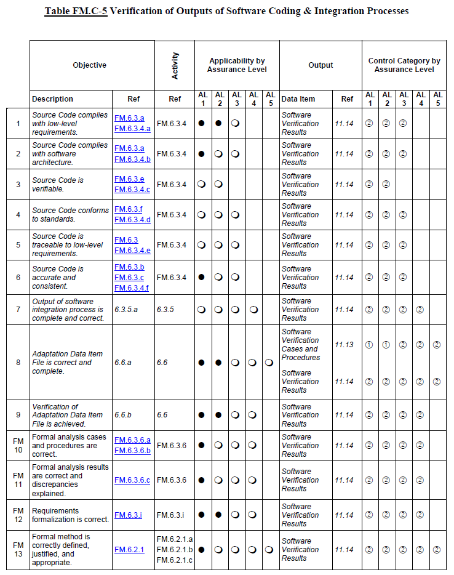 Table FM.C-5 Verification of Outputs of Software Coding & Integration Processes
Objective
Activity
Applicability by Assurance Level
Output
Control Category by Assurance Level
Description Ref Ref AL 1 AL 2 AL 3 AL 4 AL 5 Data Item Ref AL 1 AL 2 AL 3 AL 4 AL 5
1
Source Code complies
with low-level
requirements.
FM.6.3.a
FM.6.3.4.a
FM.6.3.4
● ● ○
Software
Verification
Results
11.14
② ② ②
2
Source Code complies
with software
architecture.
FM.6.3.a
FM.6.3.4.b
FM.6.3.4
● ○ ○
Software
Verification
Results
11.14
② ② ②
3
Source Code is
verifiable.
FM.6.3.e
FM.6.3.4.c
FM.6.3.4
○ ○
Software
Verification
Results
11.14
② ②
4
Source Code conforms
to standards.
FM.6.3.f
FM.6.3.4.d
FM.6.3.4
○ ○ ○
Software
Verification
Results
11.14
② ② ②
5
Source Code is
traceable to low-level
requirements.
FM.6.3
FM.6.3.4.e
FM.6.3.4
○ ○ ○
Software
Verification
Results
11.14
② ② ②
6
Source Code is
accurate and
consistent.
FM.6.3.b
FM.6.3.c
FM.6.3.4.f
FM.6.3.4
● ○ ○
Software
Verification
Results
11.14
② ② ②
7
Output of software
integration process is
complete and correct.
6.3.5.a
6.3.5
○ ○ ○ ○
Software
Verification
Results
11.14
② ② ② ②
8
Adaptation Data Item
File is correct and
complete.
6.6.a
6.6
● ● ○ ○ ○
Software
Verification
Cases and
Procedures
11.13
① ① ② ② ②
Software
Verification
Results
11.14
② ② ② ② ②
9
Verification of
Adaptation Data Item
File is achieved.
6.6.b
6.6
● ● ○ ○
Software
Verification
Results
11.14
② ② ② ②
FM
10
Formal analysis cases
and procedures are
correct.
FM.6.3.6.a
FM.6.3.6.b
FM.6.3.6
● ○ ○ ○
Software
Verification
Results
11.14
② ② ② ②
FM
11
Formal analysis results
are correct and
discrepancies
explained.
FM.6.3.6.c
FM.6.3.6
● ○ ○ ○
Software
Verification
Results
11.14
② ② ② ②
FM
12
Requirements
formalization is correct.
FM.6.3.i
FM.6.3.i
● ● ○ ○
Software
Verification
Results
11.14
② ② ② ②
FM
13
Formal method is
correctly defined,
justified, and
appropriate.
FM.6.2.1
FM.6.2.1.a
FM.6.2.1.b
FM.6.2.1.c
● ○ ○ ○ ○
Software
Verification
Results
11.14
② ② ② ② ②